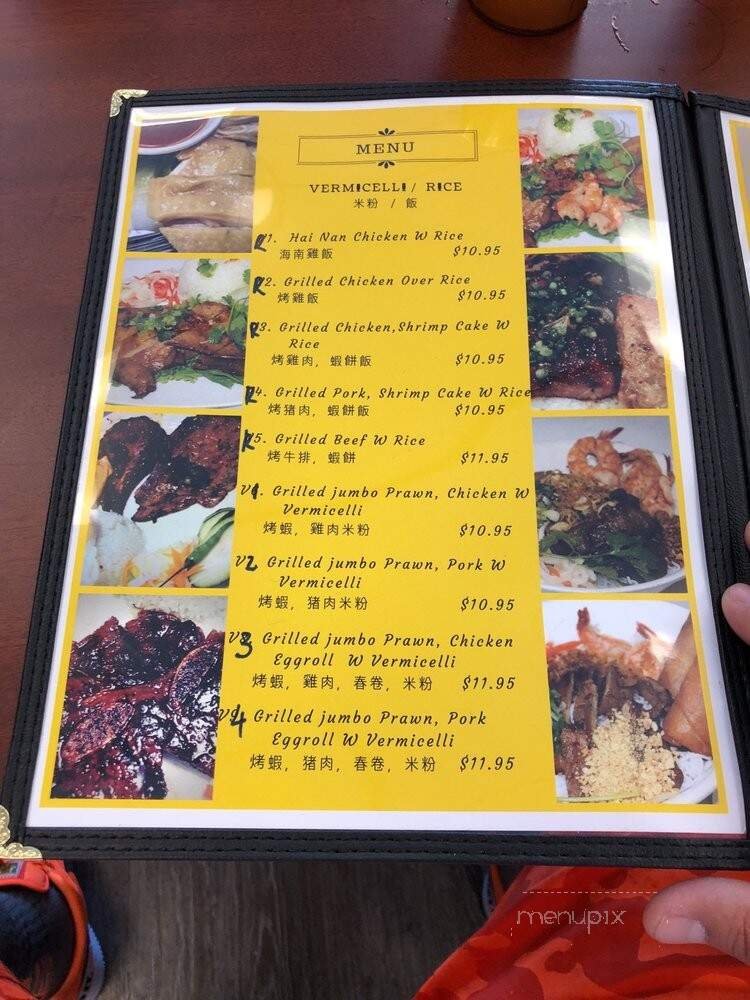 MENU
VERMICELLI / RICE
米粉 / 飯
R1. Hai Nan Chicken W Rice
海南雞飯 $10.95
R2. Grilled Chicken Over Rice
烤雞飯 $10.95
R3. Grilled Chicken,Shrimp Cake W
Rice
烤雞肉, 蝦餅飯 $10.95
R4. Grilled Pork, Shrimp Cake W Rice
烤猪肉, 蝦餅飯 $10.95
R5. Grilled Beef W Rice
烤牛排, 蝦餅 $11.95
V1. Grilled jumbo Prawn, Chicken W
Vermicelli
烤蝦, 雞肉米粉 $10.95
V2 Grilled jumbo Prawn, Pork W
Vermicelli
烤蝦, 猪肉米粉 $10.95
V3 Grilled jumbo Prawn, Chicken
Eggroll W Vermicelli
烤蝦, 雞肉, 春卷, 米粉 $11.95
V4 Grilled jumbo Prawn, Pork
Eggroll W Vermicelli
烤蝦, 猪肉, 春卷, 米粉 $11.95
menupix